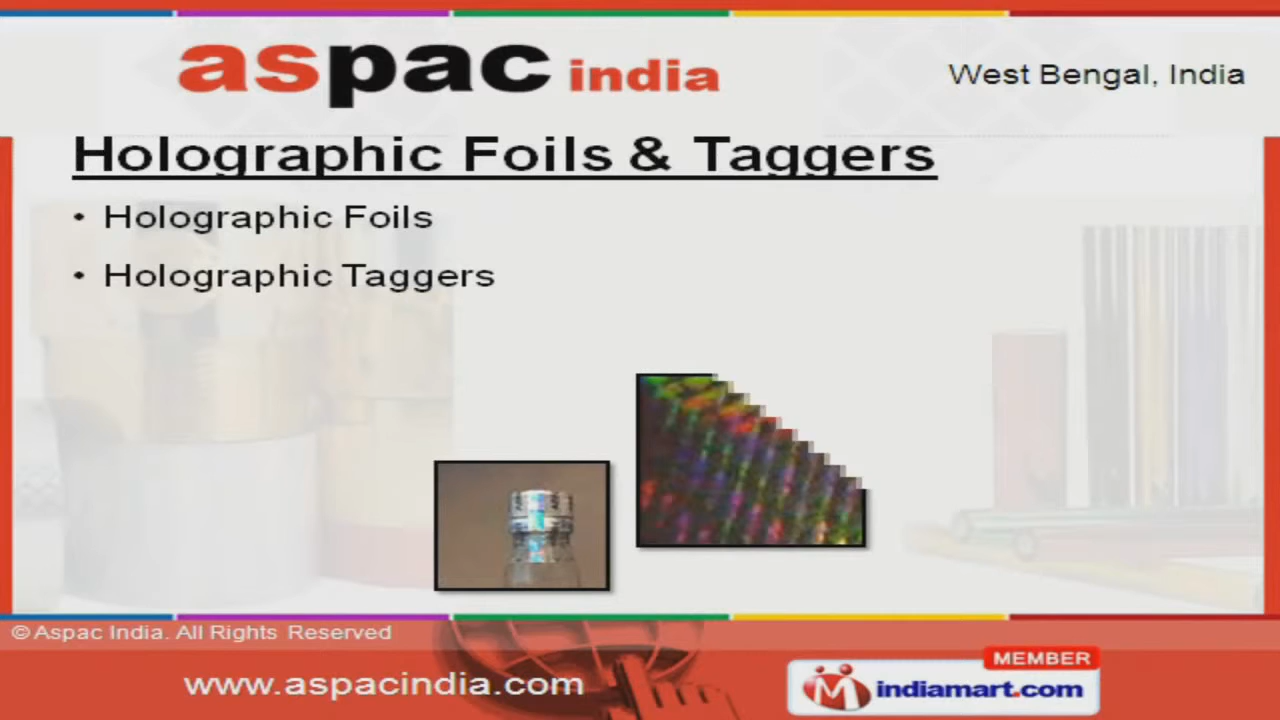 aspac india
West Bengal, India
Holographic Foils & Taggers
• Holographic Foils
• Holographic Taggers
© Aspac India. All Rights Reserved
www.aspacindia.com
MEMBER
indiamart.com